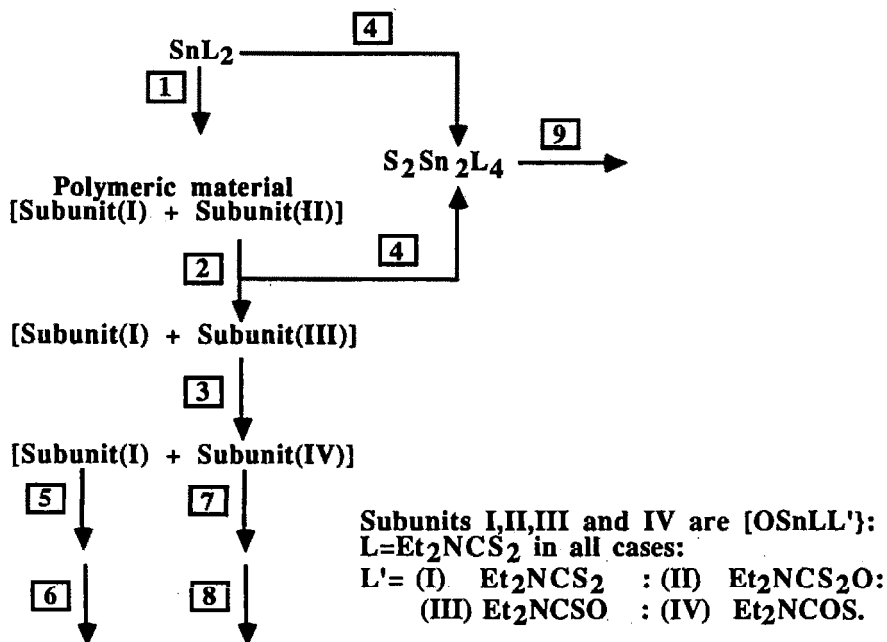 4
SnL2
1
9
S2Sn2L4
Polymeric material
[Subunit(I) + Subunit(II)]
2
4
[Subunit(I) + Subunit(III)]
3
[Subunit(I) + Subunit(IV)]
5
7
Subunits I,II,III and IV are [OSnLL'}:
L=Et2NCS2 in all cases:
L'= (I) Et2NCS2 : (II) Et2NCS2O:
(III) Et2NCSO : (IV) Et2NCOS.
6
8